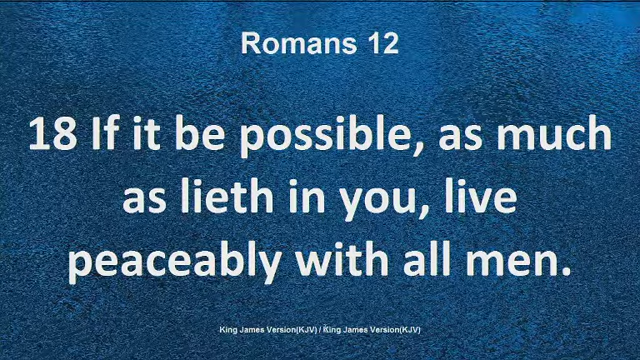 Romans 12
18 If it be possible, as much
as lieth in you, live
peaceably with all men.
King James Version(KJV) / King James Version(KJV)